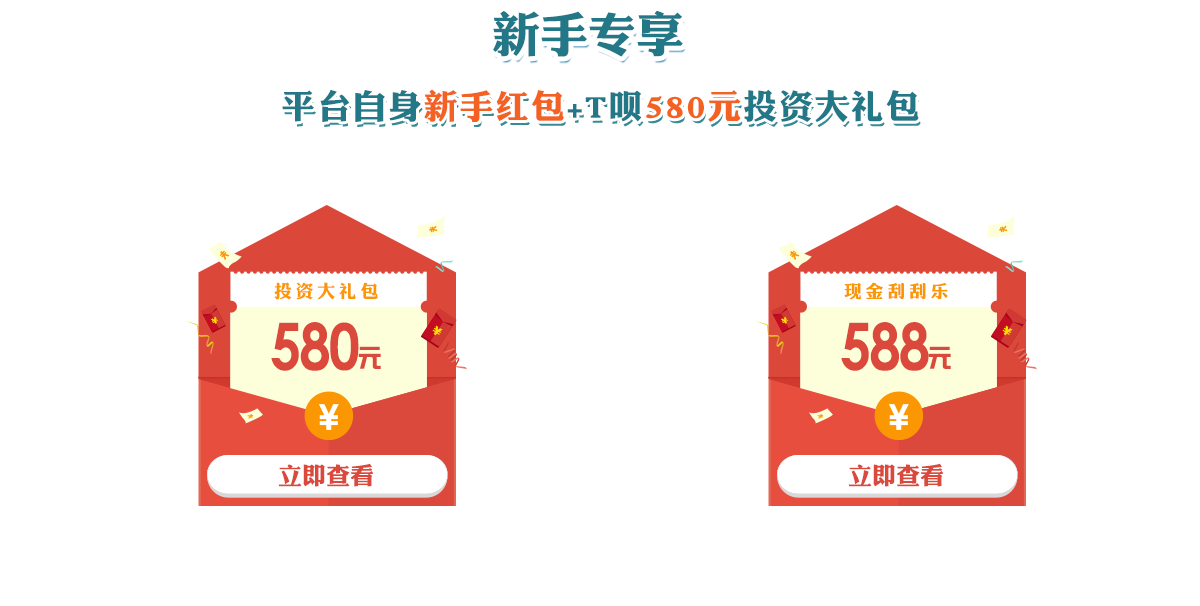 新手专享
平台自身新手红包+T呗580元投资大礼包
投资大礼包
580元
¥
立即查看
现金刮刮乐
588元
¥
立即查看